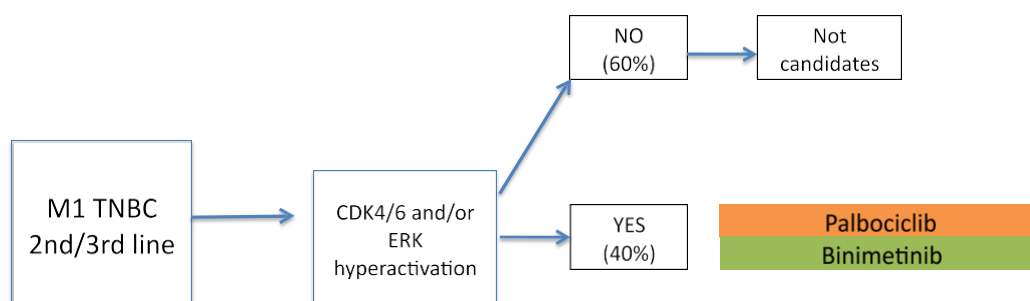 M1 TNBC
2nd/3rd line
CDK4/6 and/or
ERK
hyperactivation
NO
(60%)
Not
candidates
YES
(40%)
Palbociclib
Binimetinib